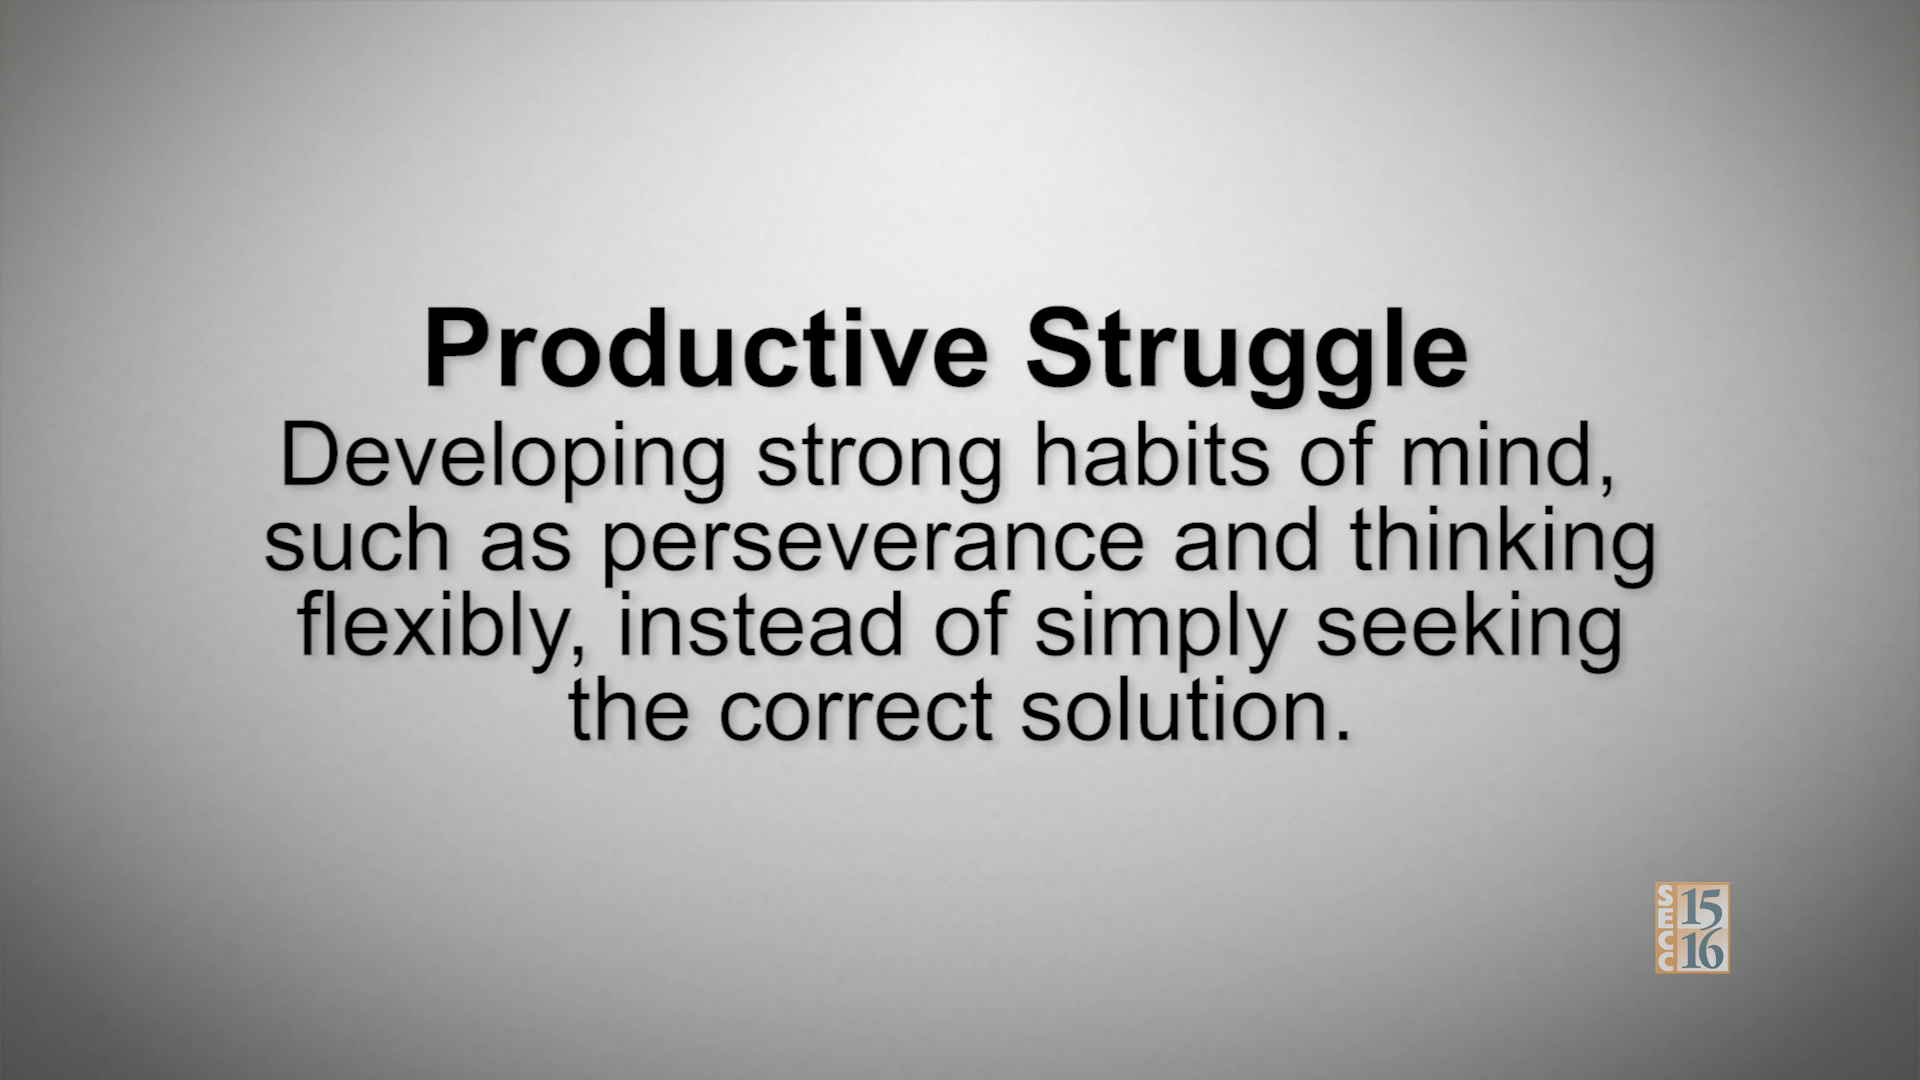 Productive Struggle
Developing strong habits of mind,
such as perseverance and thinking
flexibly, instead of simply seeking
the correct solution.
SECC
15
16